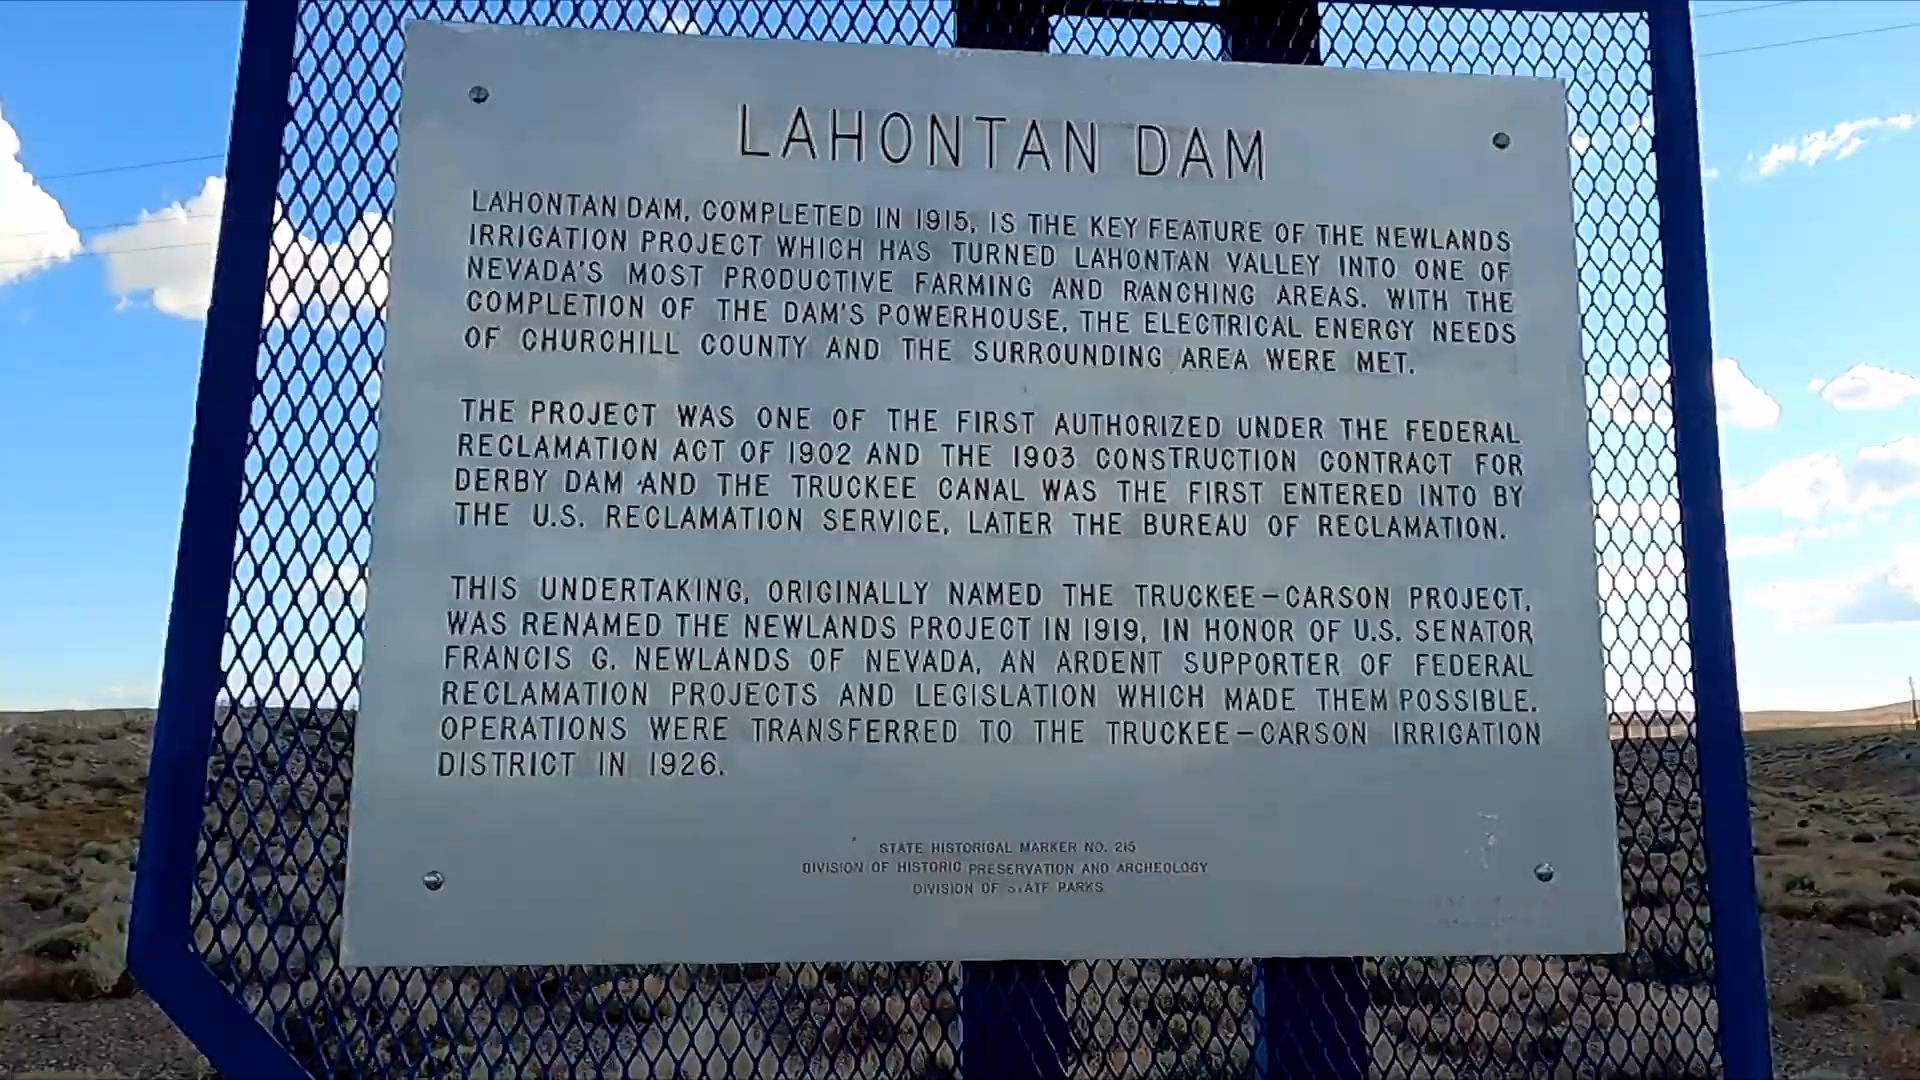 LAHONTAN DAM
LAHONTAN DAM, COMPLETED IN 1915, IS THE KEY FEATURE OF THE NEWLANDS
IRRIGATION PROJECT WHICH HAS TURNED LAHONTAN VALLEY INTO ONE OF
NEVADA'S MOST PRODUCTIVE FARMING AND RANCHING AREAS. WITH THE
COMPLETION OF THE DAM'S POWERHOUSE, THE ELECTRICAL ENERGY NEEDS
OF CHURCHILL COUNTY AND THE SURROUNDING AREA WERE MET.
THE PROJECT WAS ONE OF THE FIRST AUTHORIZED UNDER THE FEDERAL
RECLAMATION ACT OF 1902 AND THE 1903 CONSTRUCTION CONTRACT FOR
DERBY DAM AND THE TRUCKEE CANAL WAS THE FIRST ENTERED INTO BY
THE U.S. RECLAMATION SERVICE, LATER THE BUREAU OF RECLAMATION.
THIS UNDERTAKING, ORIGINALLY NAMED THE TRUCKEE-CARSON PROJECT,
WAS RENAMED THE NEWLANDS PROJECT IN 1919, IN HONOR OF U.S. SENATOR
FRANCIS G. NEWLANDS OF NEVADA, AN ARDENT SUPPORTER OF FEDERAL
RECLAMATION PROJECTS AND LEGISLATION WHICH MADE THEM POSSIBLE.
OPERATIONS WERE TRANSFERRED TO THE TRUCKEE-CARSON IRRIGATION
DISTRICT IN 1926.
STATE HISTORICAL MARKER NO. 215
DIVISION OF HISTORIC PRESERVATION AND ARCHEOLOGY
DIVISION OF STATE PARKS